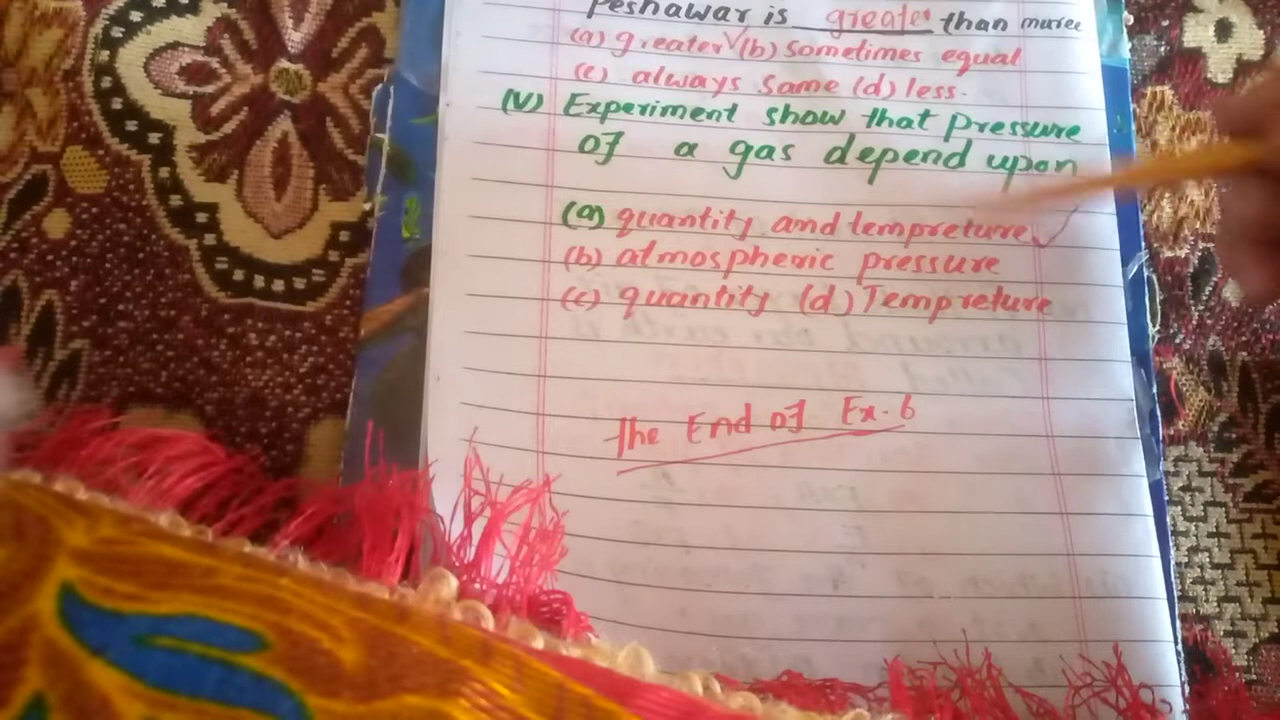 Peshawar is greater than muree
(a) greater ✓ (b) sometimes equal
(c) always same (d) less.
(V) Experiment show that pressure
of a gas depend upon
(a) quantity and tempreture ✓
(b) atmospheric pressure
(c) quantity (d) Tempreture
The End of Ex. 6